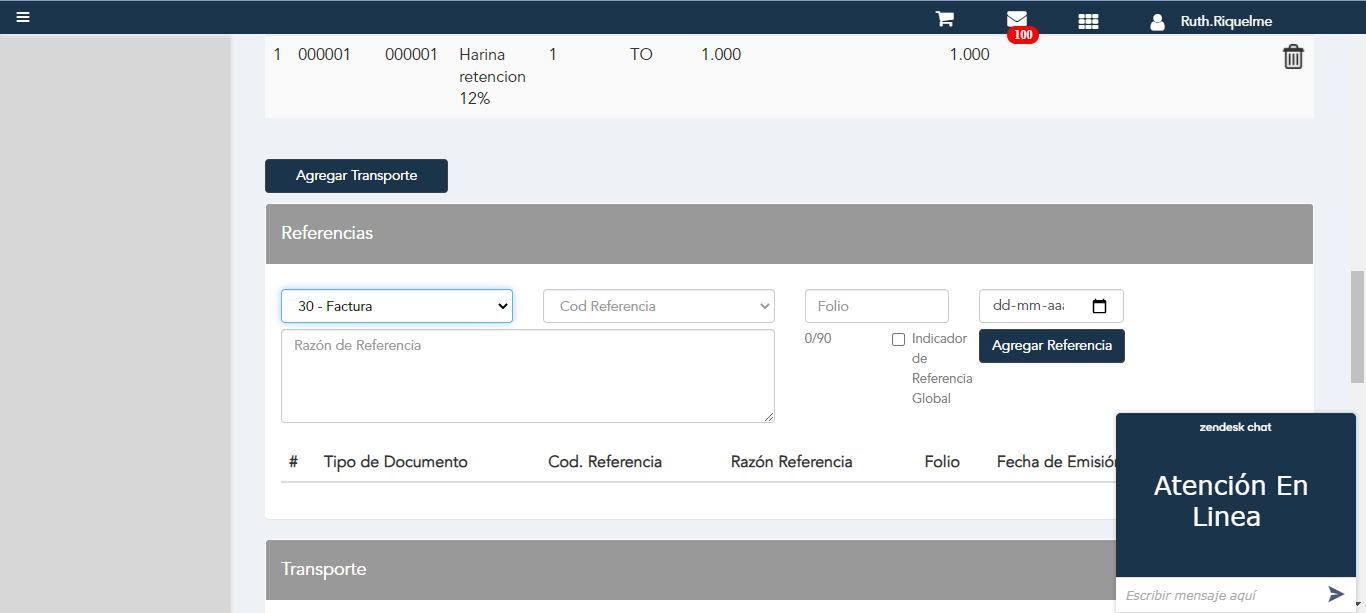 100
Ruth.Riquelme
1 000001 000001 Harina 1 TO 1.000 1.000
retencion
12%
Agregar Transporte
Referencias
30 - Factura Cod Referencia Folio dd-mm-aaa
Razón de Referencia 0/90 Indicador Agregar Referencia
de
Referencia
Global
zendesk chat
# Tipo de Documento Cod. Referencia Razón Referencia Folio Fecha de Emisión
Atención En
Linea
Transporte
Escribir mensaje aquí